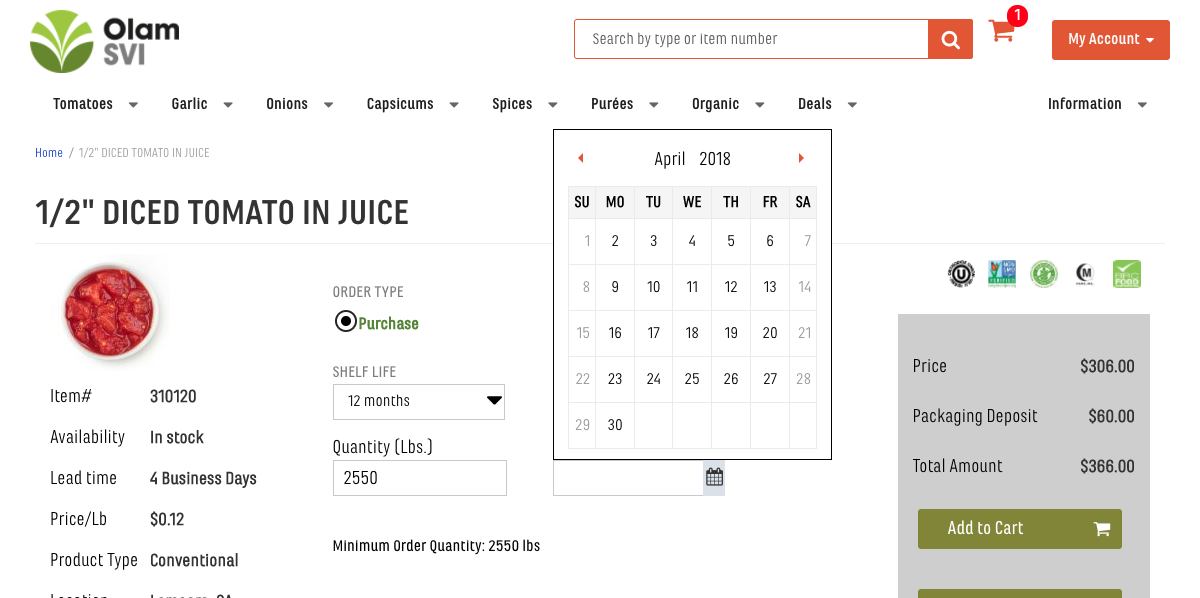 Olam
SVI
Search by type or item number
1
My Account
Tomatoes Garlic Onions Capsicums Spices Purées Organic Deals Information
Home / 1/2" DICED TOMATO IN JUICE
1/2" DICED TOMATO IN JUICE
Item# 310120
Availability In stock
Lead time 4 Business Days
Price/Lb $0.12
Product Type Conventional
ORDER TYPE
Purchase
SHELF LIFE
12 months
Quantity (Lbs.)
2550
Minimum Order Quantity: 2550 lbs
April 2018
SU MO TU WE TH FR SA
1 2 3 4 5 6 7
8 9 10 11 12 13 14
15 16 17 18 19 20 21
22 23 24 25 26 27 28
29 30
Price $306.00
Packaging Deposit $60.00
Total Amount $366.00
Add to Cart